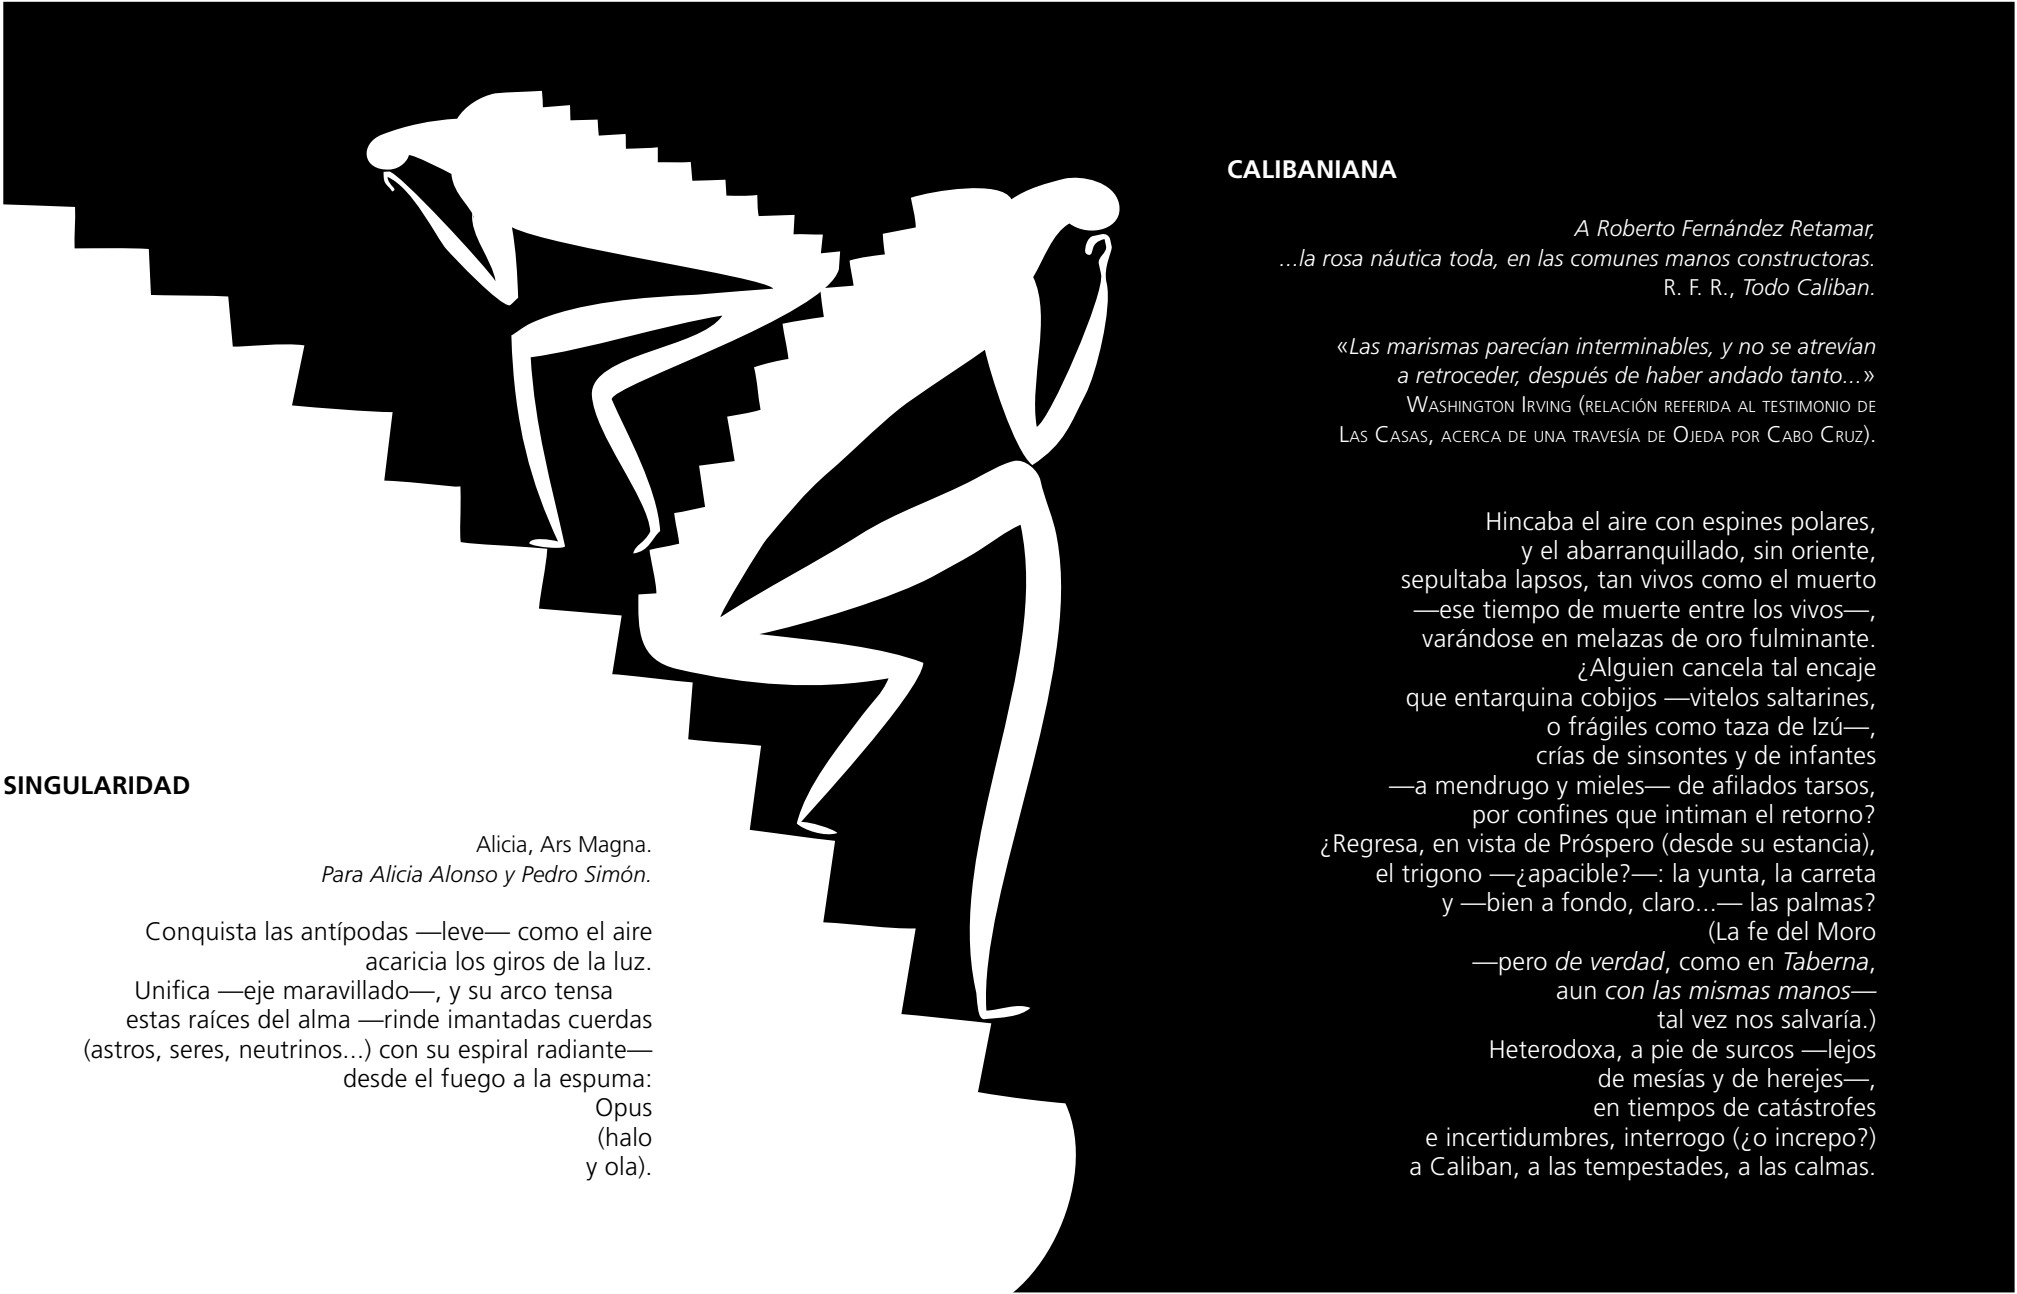 SINGULARIDAD
Alicia, Ars Magna.
Para Alicia Alonso y Pedro Simón.
Conquista las antípodas —leve— como el aire
acaricia los giros de la luz.
Unifica —eje maravillado—, y su arco tensa
estas raíces del alma —rinde imantadas cuerdas
(astros, seres, neutrinos...) con su espiral radiante—
desde el fuego a la espuma:
Opus
(halo
y ola).
CALIBANIANA
A Roberto Fernández Retamar,
...la rosa náutica toda, en las comunes manos constructoras.
R. F. R., Todo Caliban.
«Las marismas parecían interminables, y no se atrevían
a retroceder, después de haber andado tanto...»
Washington Irving (relación referida al testimonio de
Las Casas, acerca de una travesía de Ojeda por Cabo Cruz).
Hincaba el aire con espines polares,
y el abarranquillado, sin oriente,
sepultaba lapsos, tan vivos como el muerto
—ese tiempo de muerte entre los vivos—,
varándose en melazas de oro fulminante.
¿Alguien cancela tal encaje
que entarquina cobijos —vitelos saltarines,
o frágiles como taza de Izú—,
crías de sinsontes y de infantes
—a mendrugo y mieles— de afilados tarsos,
por confines que intiman el retorno?
¿Regresa, en vista de Próspero (desde su estancia),
el trigono —¿apacible?—: la yunta, la carreta
y —bien a fondo, claro...— las palmas?
(La fe del Moro
—pero de verdad, como en Taberna,
aun con las mismas manos—
tal vez nos salvaría.)
Heterodoxa, a pie de surcos —lejos
de mesías y de herejes—,
en tiempos de catástrofes
e incertidumbres, interrogo (¿o increpo?)
a Caliban, a las tempestades, a las calmas.